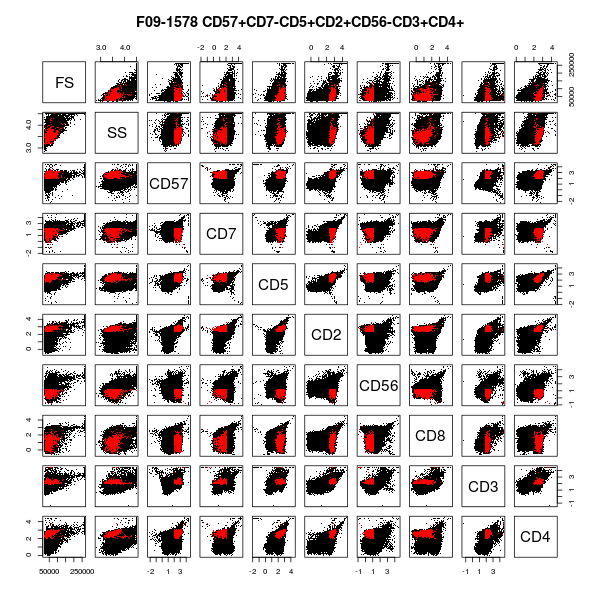 F09-1578 CD57+CD7-CD5+CD2+CD56-CD3+CD4+
3.0 4.0 -2 0 2 4 -2 0 2 4 0 2 4 0 2 4
FS
50000 250000
SS
3.0 4.0
CD57
-2 1 3
CD7
-2 1 3
CD5
-2 1 3
CD2
0 2 4
CD56
-1 1 3
CD8
0 2 4
CD3
-1 1 3
CD4
0 2 4
50000 250000 -2 1 3 -2 0 2 4 -1 1 3 -1 1 3